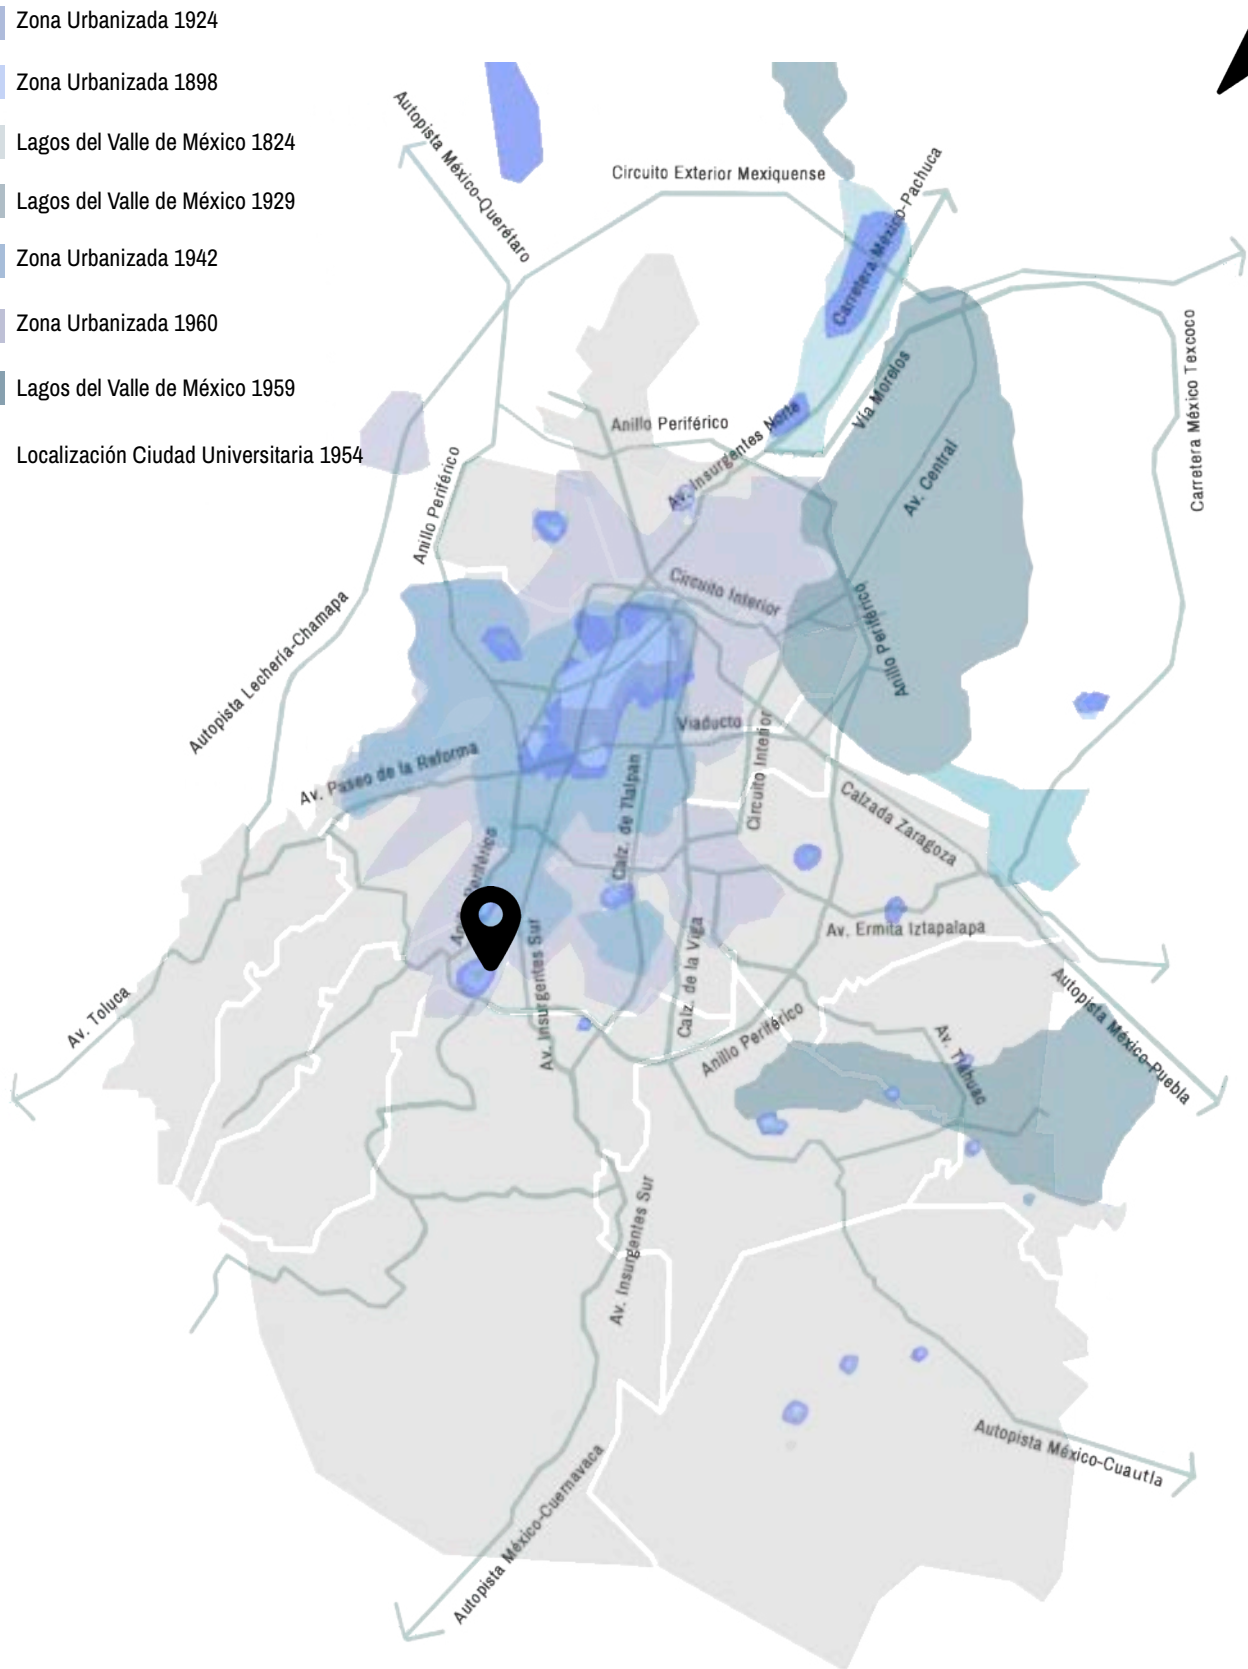 Zona Urbanizada 1924
Zona Urbanizada 1898
Lagos del Valle de México 1824
Lagos del Valle de México 1929
Zona Urbanizada 1942
Zona Urbanizada 1960
Lagos del Valle de México 1959
Localización Ciudad Universitaria 1954
Autopista México-Querétaro
Circuito Exterior Mexiquense
Carretera México-Pachuca
Carretera México Texcoco
Vía Morelos
Anillo Periférico
Av. Insurgentes Norte
Av. Central
Anillo Periférico
Circuito Interior
Anillo Periférico
Autopista Lechería-Chamapa
Viaducto
Av. Paseo de la Reforma
Circuito Interior
Calz. de Tlalpan
Calzada Zaragoza
Anillo Periférico
Av. Ermita Iztapalapa
Av. Insurgentes Sur
Calz. de la Viga
Av. Toluca
Anillo Periférico
Av. Tláhuac
Autopista México-Puebla
Av. Insurgentes Sur
Autopista México-Cuautla
Autopista México-Cuernavaca